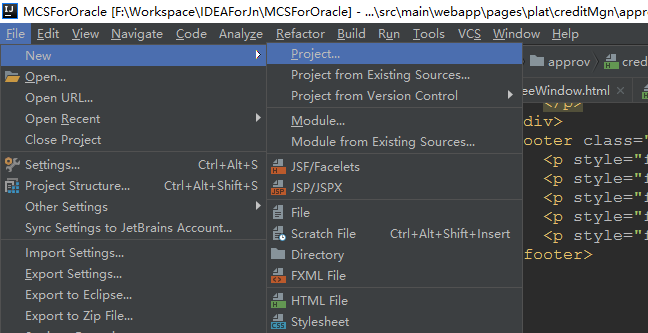 MCSForOracle [F:\Workspace\IDEAForJn\MCSForOracle] - ...\src\main\webapp\pages\plat\creditMgn\appro
File Edit View Navigate Code Analyze Refactor Build Run Tools VCS Window Help
New
Open...
Open URL...
Open Recent
Close Project
Settings... Ctrl+Alt+S
Project Structure... Ctrl+Alt+Shift+S
Other Settings
Sync Settings to JetBrains Account...
Import Settings...
Export Settings...
Export to Eclipse...
Export to Zip File...
Project...
Project from Existing Sources...
Project from Version Control
Module...
Module from Existing Sources...
JSF/Facelets
JSP/JSPX
File
Scratch File Ctrl+Alt+Shift+Insert
Directory
FXML File
HTML File
Stylesheet
approv cred
eeWindow.html
</p>
div>
ooter class="
<p style="f
<p style="f
<p style="f
<p style="f
<p style="f
footer>